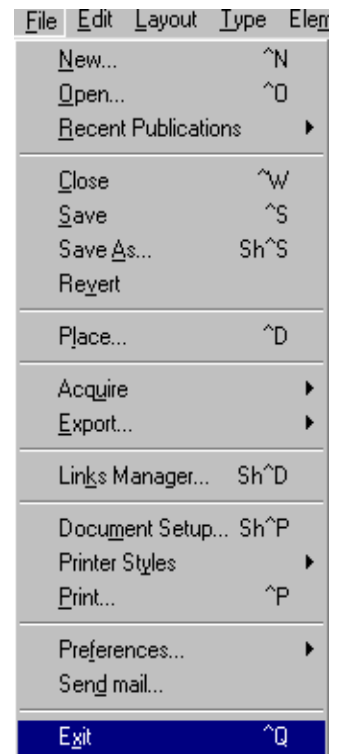 File Edit Layout Type Elem
New... ^N
Open... ^O
Recent Publications
Close ^W
Save ^S
Save As... Sh^S
Revert
Place... ^D
Acquire
Export...
Links Manager... Sh^D
Document Setup... Sh^P
Printer Styles
Print... ^P
Preferences...
Send mail...
Exit ^Q